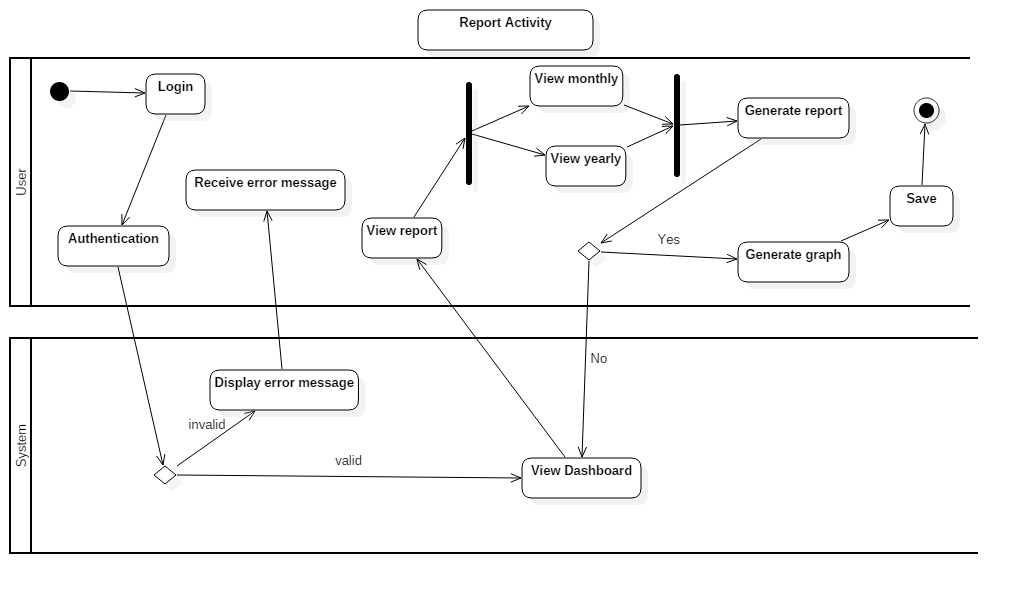 Report Activity
User
Login
View monthly
Generate report
View yearly
Receive error message
Save
View report
Authentication
Yes
Generate graph
System
No
Display error message
invalid
valid
View Dashboard